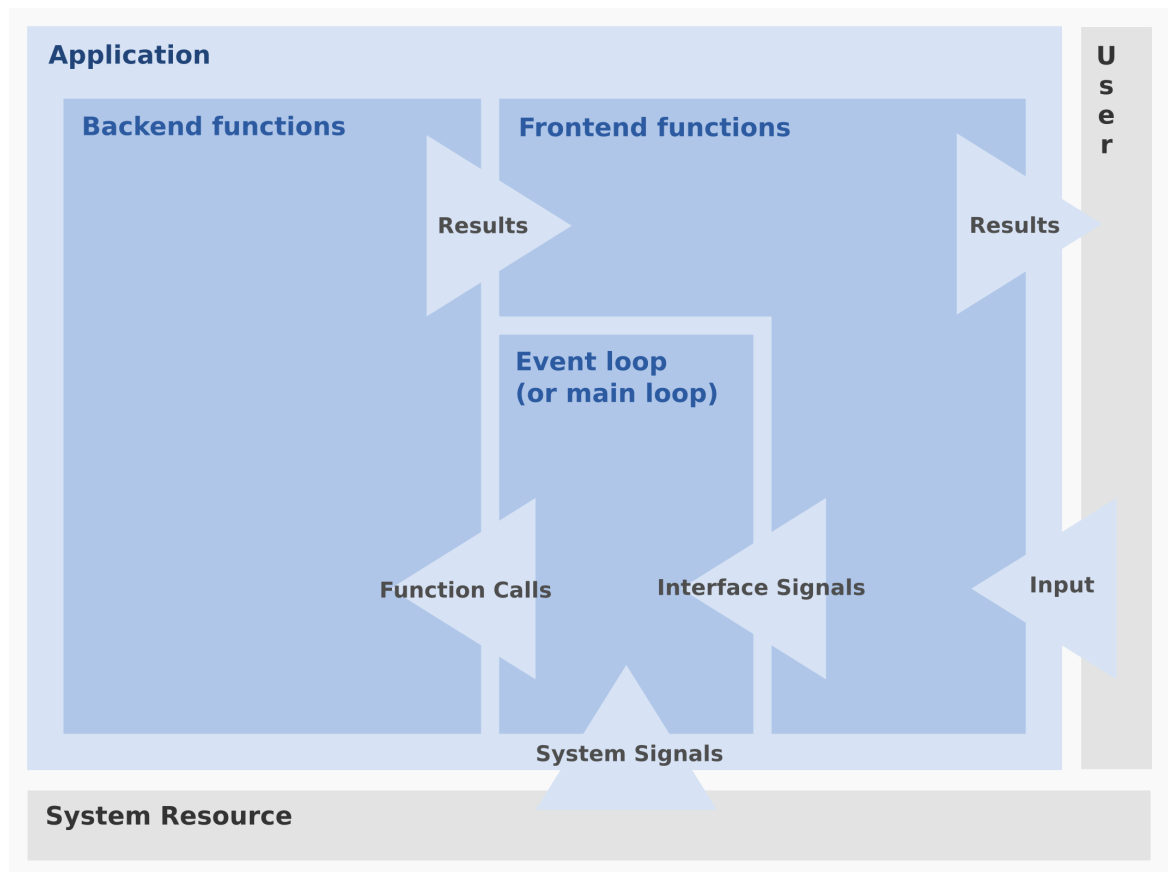 Application
User
Backend functions
Frontend functions
Results
Results
Event loop
(or main loop)
Function Calls
Interface Signals
Input
System Signals
System Resource